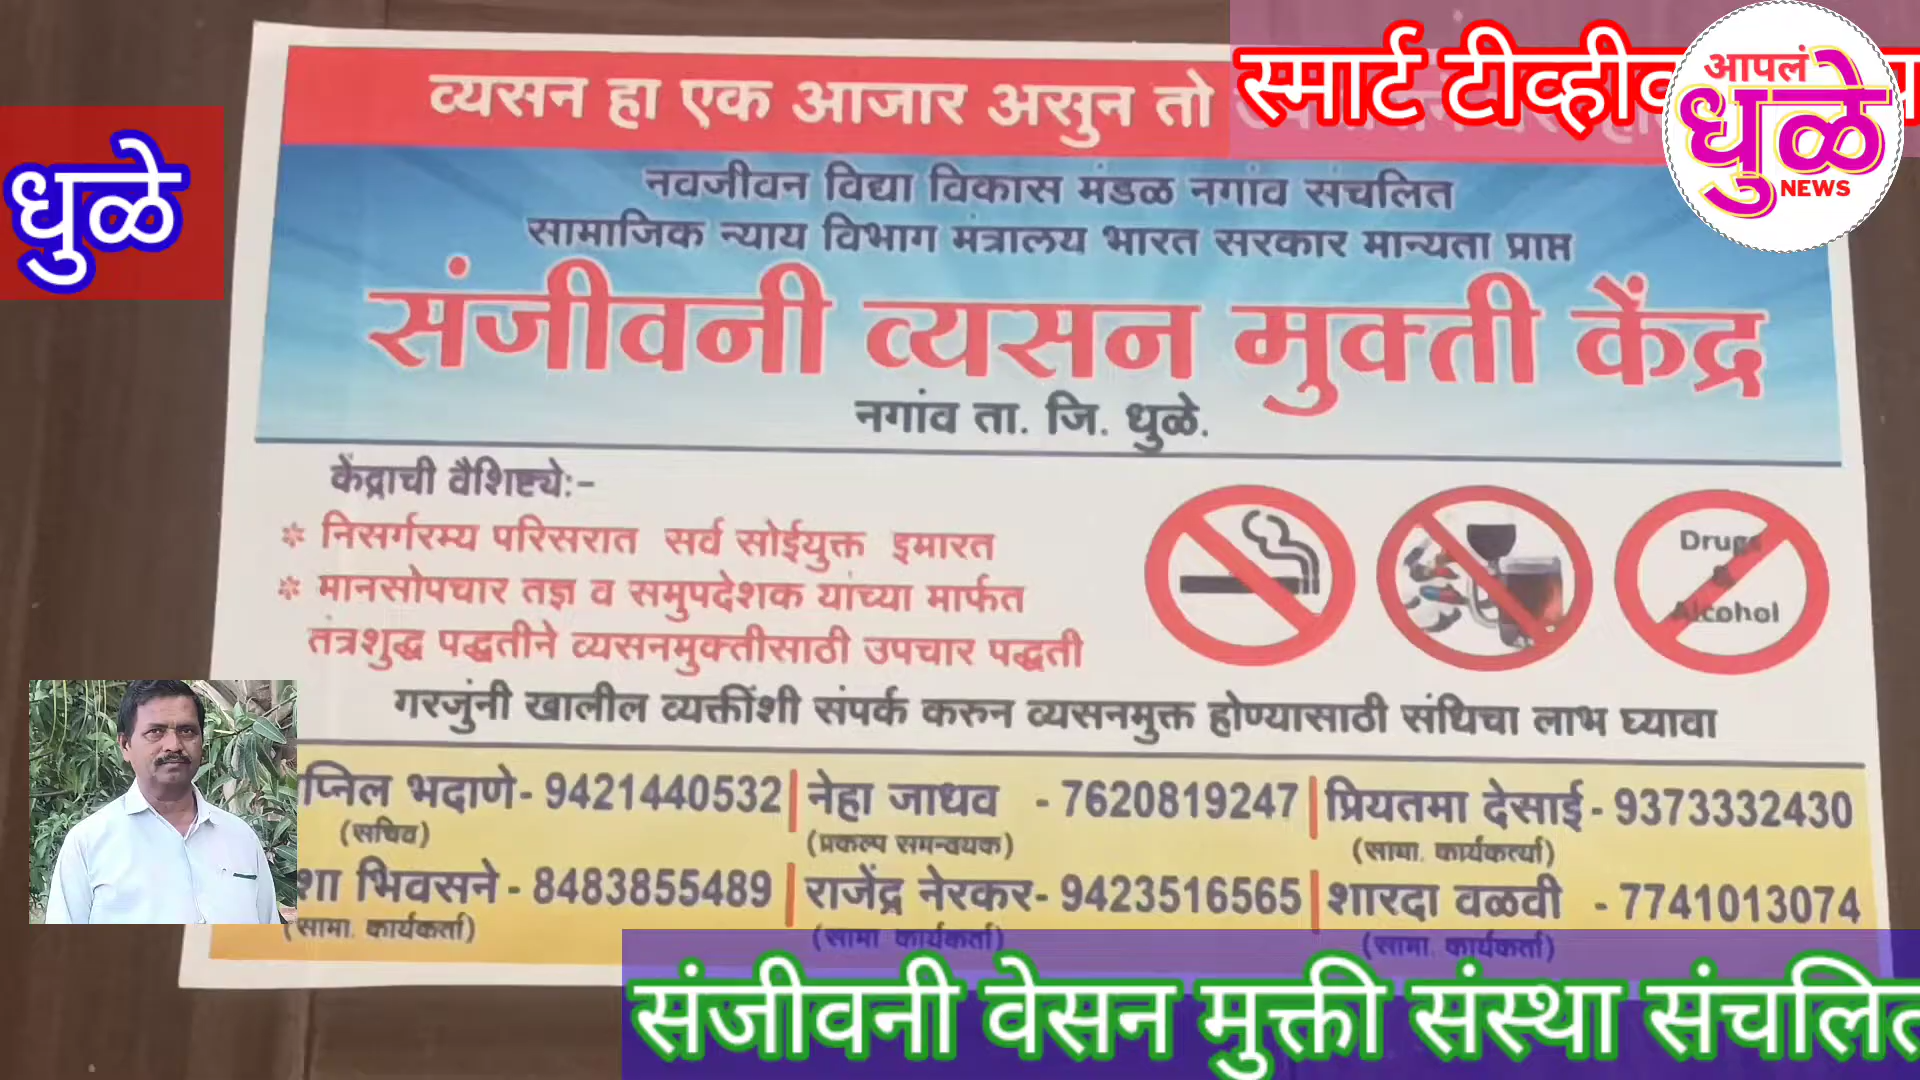 व्यसन हा एक आजार असुन तो
स्मार्ट टीव्ही
आपलं
धुळे
NEWS
धुळे
नवजीवन विद्या विकास मंडळ नगांव संचलित
सामाजिक न्याय विभाग मंत्रालय भारत सरकार मान्यता प्राप्त
संजीवनी व्यसन मुक्ती केंद्र
नगांव ता. जि. धुळे.
केंद्राची वैशिष्ट्ये:-
* निसर्गरम्य परिसरात सर्व सोईयुक्त इमारत
* मानसोपचार तज्ञ व समुपदेशक यांच्या मार्फत
तंत्रशुद्ध पद्धतीने व्यसनमुक्तीसाठी उपचार पद्धती
Drugs
&
Alcohol
गरजुंनी खालील व्यक्तींशी संपर्क करुन व्यसनमुक्त होण्यासाठी संधिचा लाभ घ्यावा
प्निल भदाणे- 9421440532 | नेहा जाधव - 7620819247 | प्रियतमा देसाई - 9373332430
(सचिव) (प्रकल्प समन्वयक) (सामा. कार्यकर्त्या)
शा भिवसने - 8483855489 | राजेंद्र नेरकर- 9423516565 | शारदा वळवी - 7741013074
(सामा. कार्यकर्ता) (सामा कार्यकर्ता) (सामा. कार्यकर्ता)
संजीवनी वेसन मुक्ती संस्था संचलित